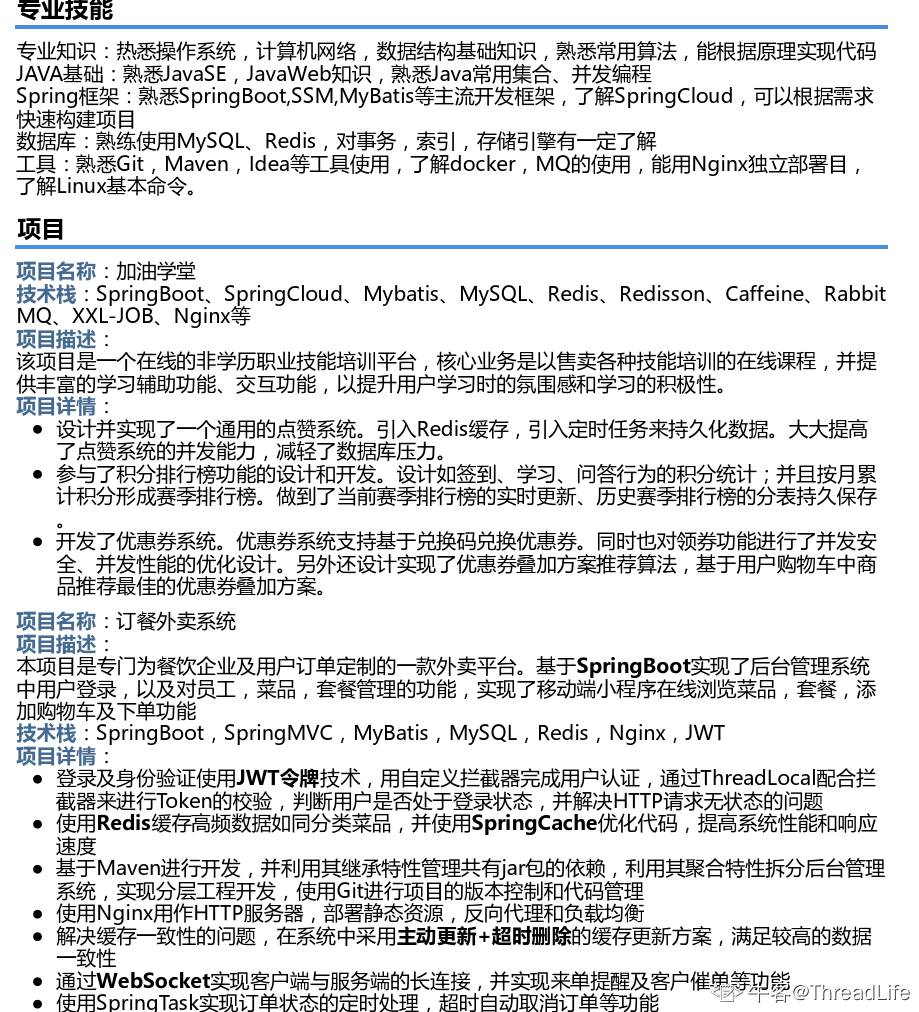 专业技能
专业知识：热悉操作系统，计算机网络，数据结构基础知识，熟悉常用算法，能根据原理实现代码
JAVA基础：熟悉JavaSE，JavaWeb知识，熟悉Java常用集合、并发编程
Spring框架：熟悉SpringBoot,SSM,MyBatis等主流开发框架，了解SpringCloud，可以根据需求
快速构建项目
数据库：熟练使用MySQL、Redis，对事务，索引，存储引擎有一定了解
工具：熟悉Git，Maven，Idea等工具使用，了解docker，MQ的使用，能用Nginx独立部署目，
了解Linux基本命令。
项目
项目名称：加油学堂
技术栈：SpringBoot、SpringCloud、Mybatis、MySQL、Redis、Redisson、Caffeine、Rabbit
MQ、XXL-JOB、Nginx等
项目描述：
该项目是一个在线的非学历职业技能培训平台，核心业务是以售卖各种技能培训的在线课程，并提
供丰富的学习辅助功能、交互功能，以提升用户学习时的氛围感和学习的积极性。
项目详情：
● 设计并实现了一个通用的点赞系统。引入Redis缓存，引入定时任务来持久化数据。大大提高
了点赞系统的并发能力，减轻了数据库压力。
● 参与了积分排行榜功能的设计和开发。设计如签到、学习、问答行为的积分统计；并且按月累
计积分形成赛季排行榜。做到了当前赛季排行榜的实时更新、历史赛季排行榜的分表持久保存
。
● 开发了优惠券系统。优惠券系统支持基于兑换码兑换优惠券。同时也对领券功能进行了并发安
全、并发性能的优化设计。另外还设计实现了优惠券叠加方案推荐算法，基于用户购物车中商
品推荐最佳的优惠券叠加方案。
项目名称：订餐外卖系统
项目描述：
本项目是专门为餐饮企业及用户订单定制的一款外卖平台。基于SpringBoot实现了后台管理系统
中用户登录，以及对员工，菜品，套餐管理的功能，实现了移动端小程序在线浏览菜品，套餐，添
加购物车及下单功能
技术栈：SpringBoot，SpringMVC，MyBatis，MySQL，Redis，Nginx，JWT
项目详情：
● 登录及身份验证使用JWT令牌技术，用自定义拦截器完成用户认证，通过ThreadLocal配合拦
截器来进行Token的校验，判断用户是否处于登录状态，并解决HTTP请求无状态的问题
● 使用Redis缓存高频数据如同分类菜品，并使用SpringCache优化代码，提高系统性能和响应
速度
● 基于Maven进行开发，并利用其继承特性管理共有jar包的依赖，利用其聚合特性拆分后台管理
系统，实现分层工程开发，使用Git进行项目的版本控制和代码管理
● 使用Nginx用作HTTP服务器，部署静态资源，反向代理和负载均衡
● 解决缓存一致性的问题，在系统中采用主动更新+超时删除的缓存更新方案，满足较高的数据
一致性
● 通过WebSocket实现客户端与服务端的长连接，并实现来单提醒及客户催单等功能
● 使用SpringTask实现订单状态的定时处理，超时自动取消订单等功能
牛客@ThreadLife